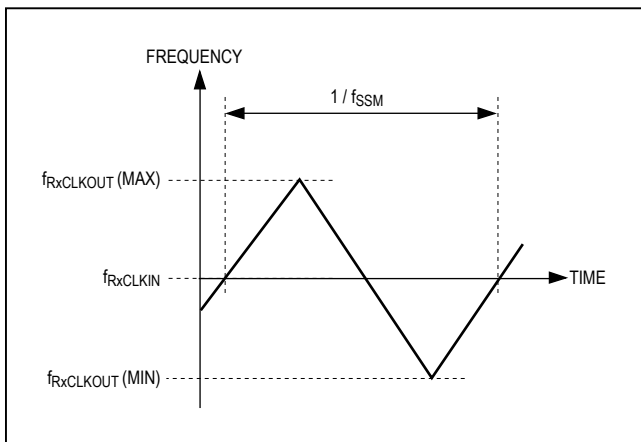 FREQUENCY
1 / fSSM
fRxCLKOUT (MAX)
fRxCLKIN
TIME
fRxCLKOUT (MIN)